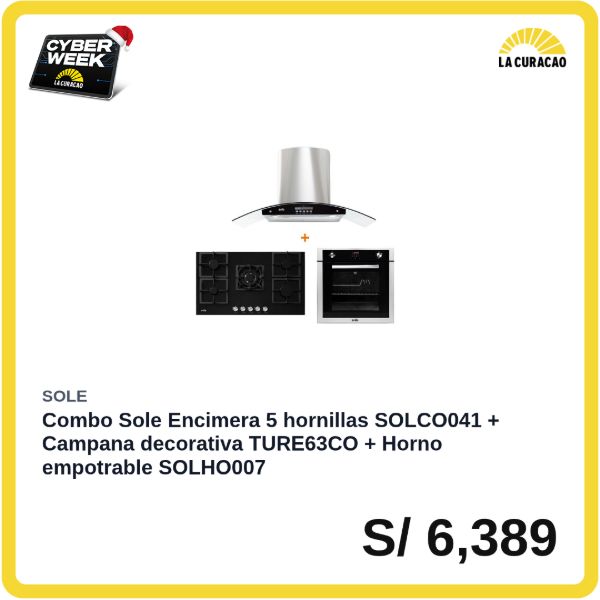 CYBER
WEEK
LA CURACAO
LA CURACAO
SOLE
Combo Sole Encimera 5 hornillas SOLCO041 +
Campana decorativa TURE63CO + Horno
empotrable SOLHO007
S/ 6,389